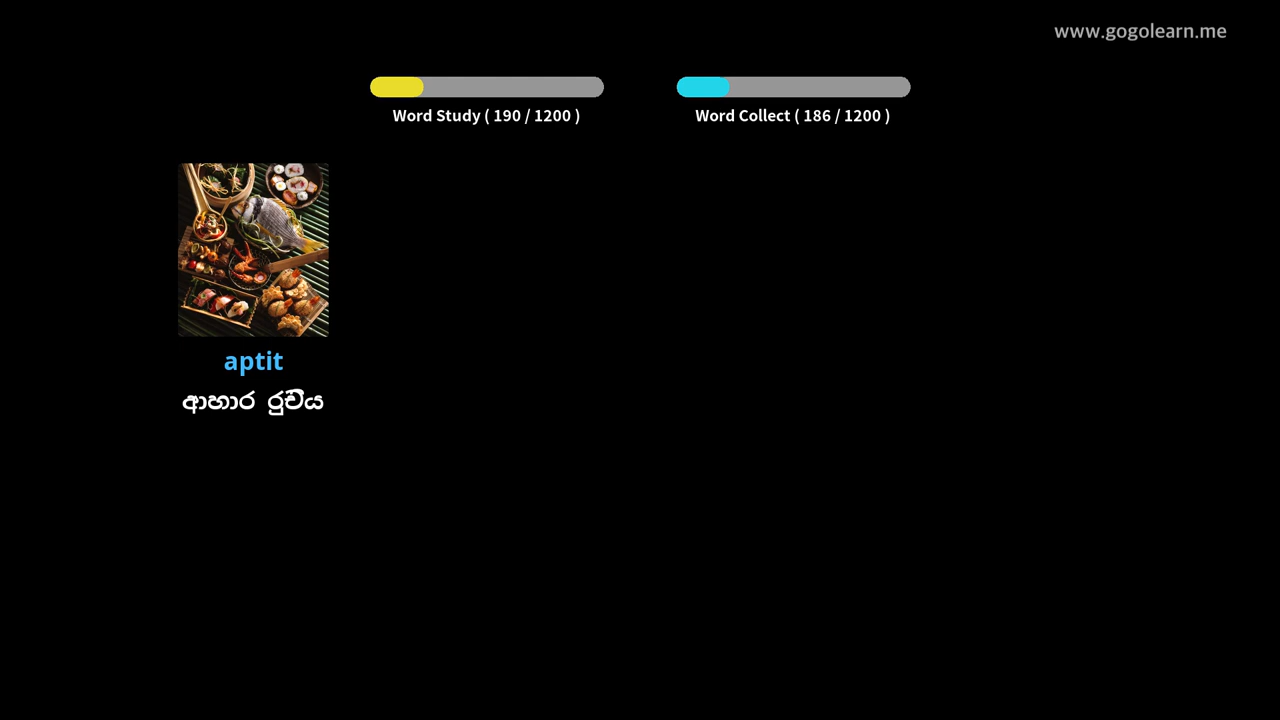 www.gogolearn.me
Word Study ( 190 / 1200 )
Word Collect ( 186 / 1200 )
aptit
ආහාර රුචිය